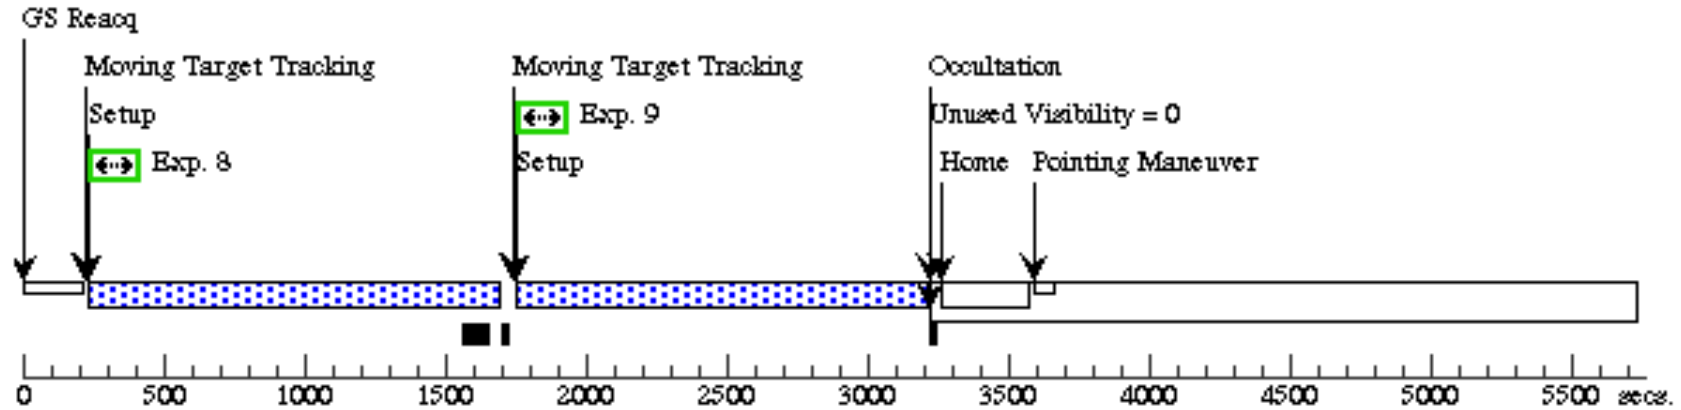 GS Reacq
Moving Target Tracking Moving Target Tracking Occultation
Setup Exp. 9 Unused Visibility = 0
Exp. 8 Setup Home Pointing Maneuver
0 500 1000 1500 2000 2500 3000 3500 4000 4500 5000 5500 secs.